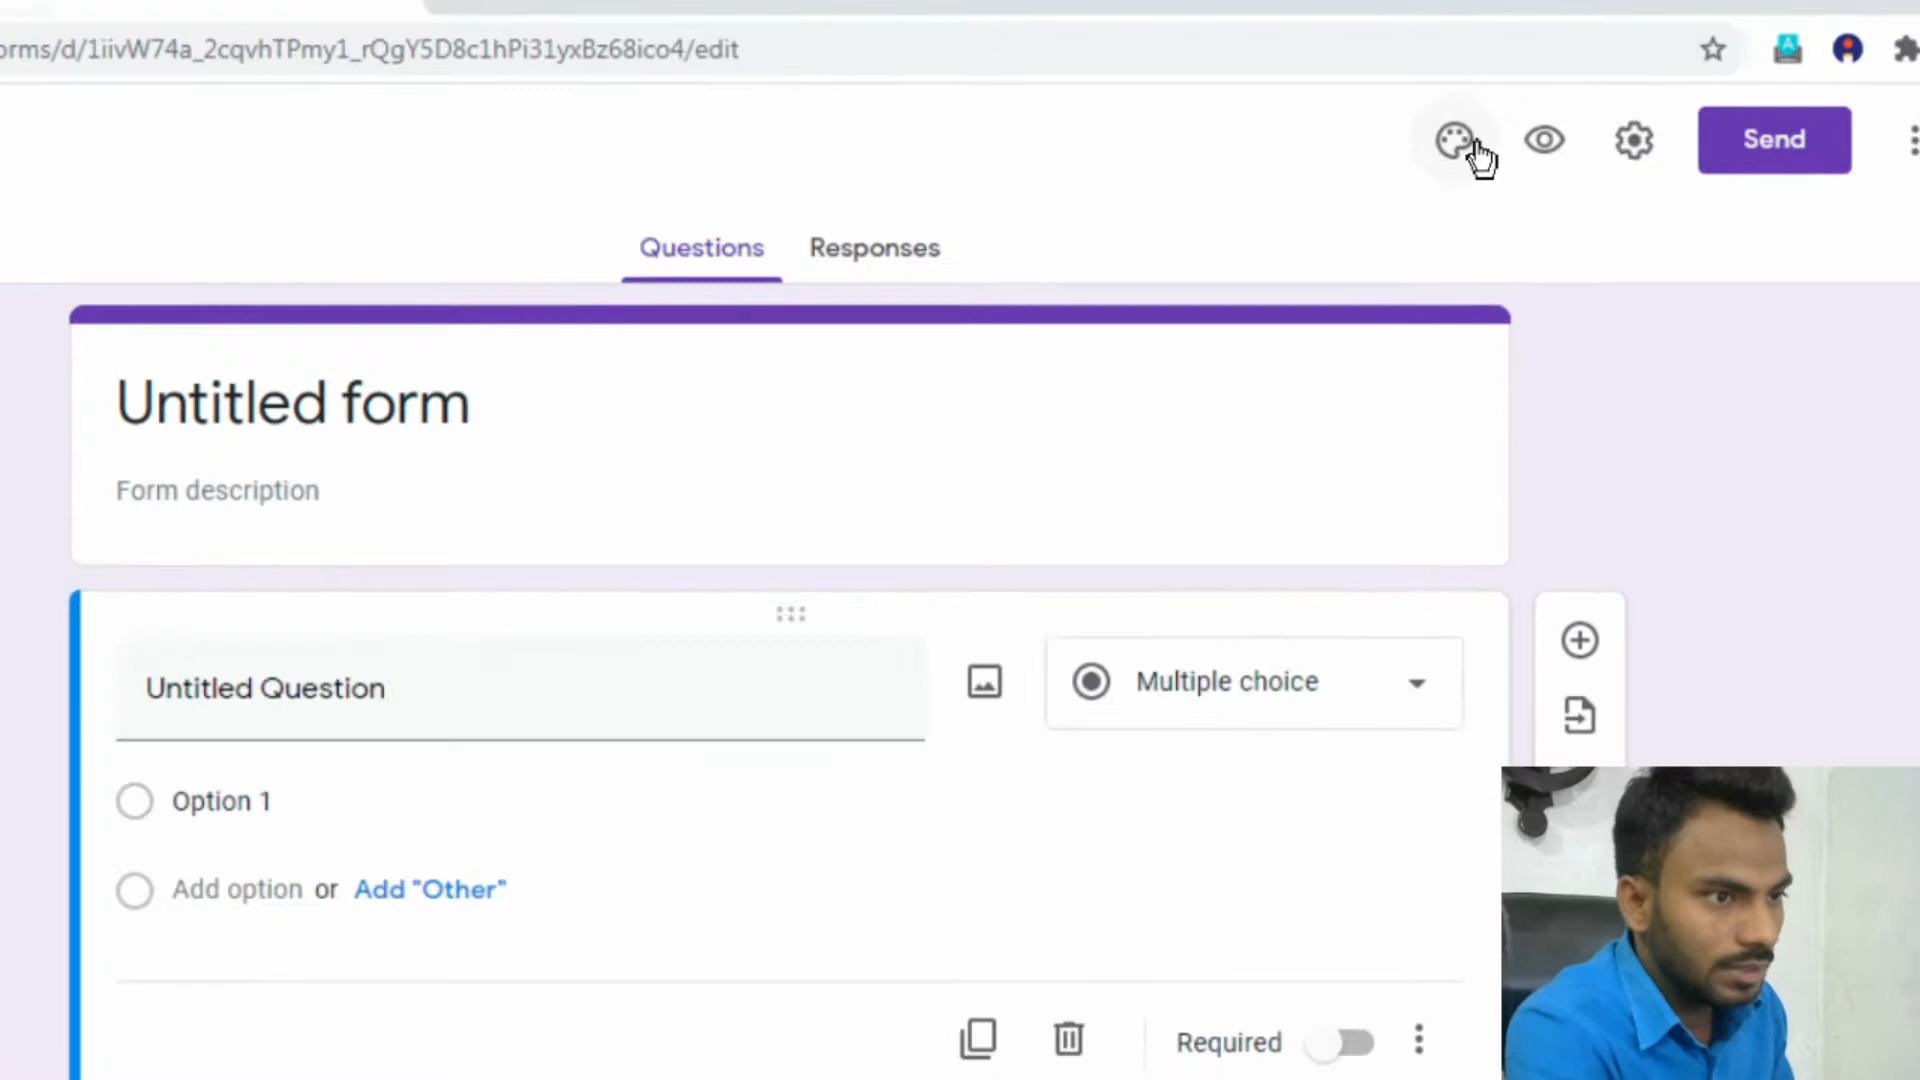 orms/d/1iivW74a_2cqvhTPmy1_rQgY5D8c1hPi31yxBz68ico4/edit
Send
Questions Responses
Untitled form
Form description
Untitled Question
Multiple choice
Option 1
Add option or Add "Other"
Required